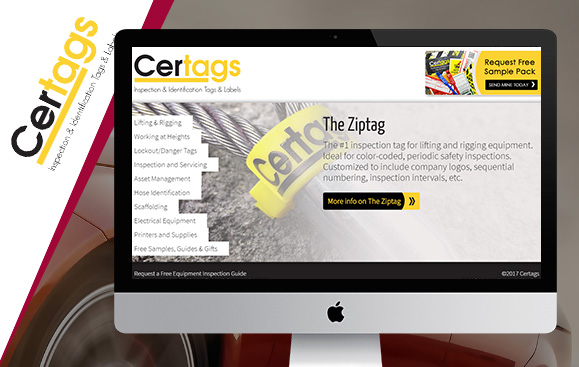 Certags
Inspection & Identification Tags & Labels
Certags
Inspection & Identification Tags & Labels
Request Free
Sample Pack
SEND MINE TODAY
Lifting & Rigging
Working at Heights
Lockout/Danger Tags
Inspection and Servicing
Asset Management
Hose Identification
Scaffolding
Electrical Equipment
Printers and Supplies
Free Samples, Guides & Gifts
Certa
The Ziptag
The #1 inspection tag for lifting and rigging equipment.
Ideal for color-coded, periodic safety inspections.
Customized to include company logos, sequential
numbering, inspection intervals, etc.
More info on The Ziptag
Request a Free Equipment Inspection Guide
©2017 Certags